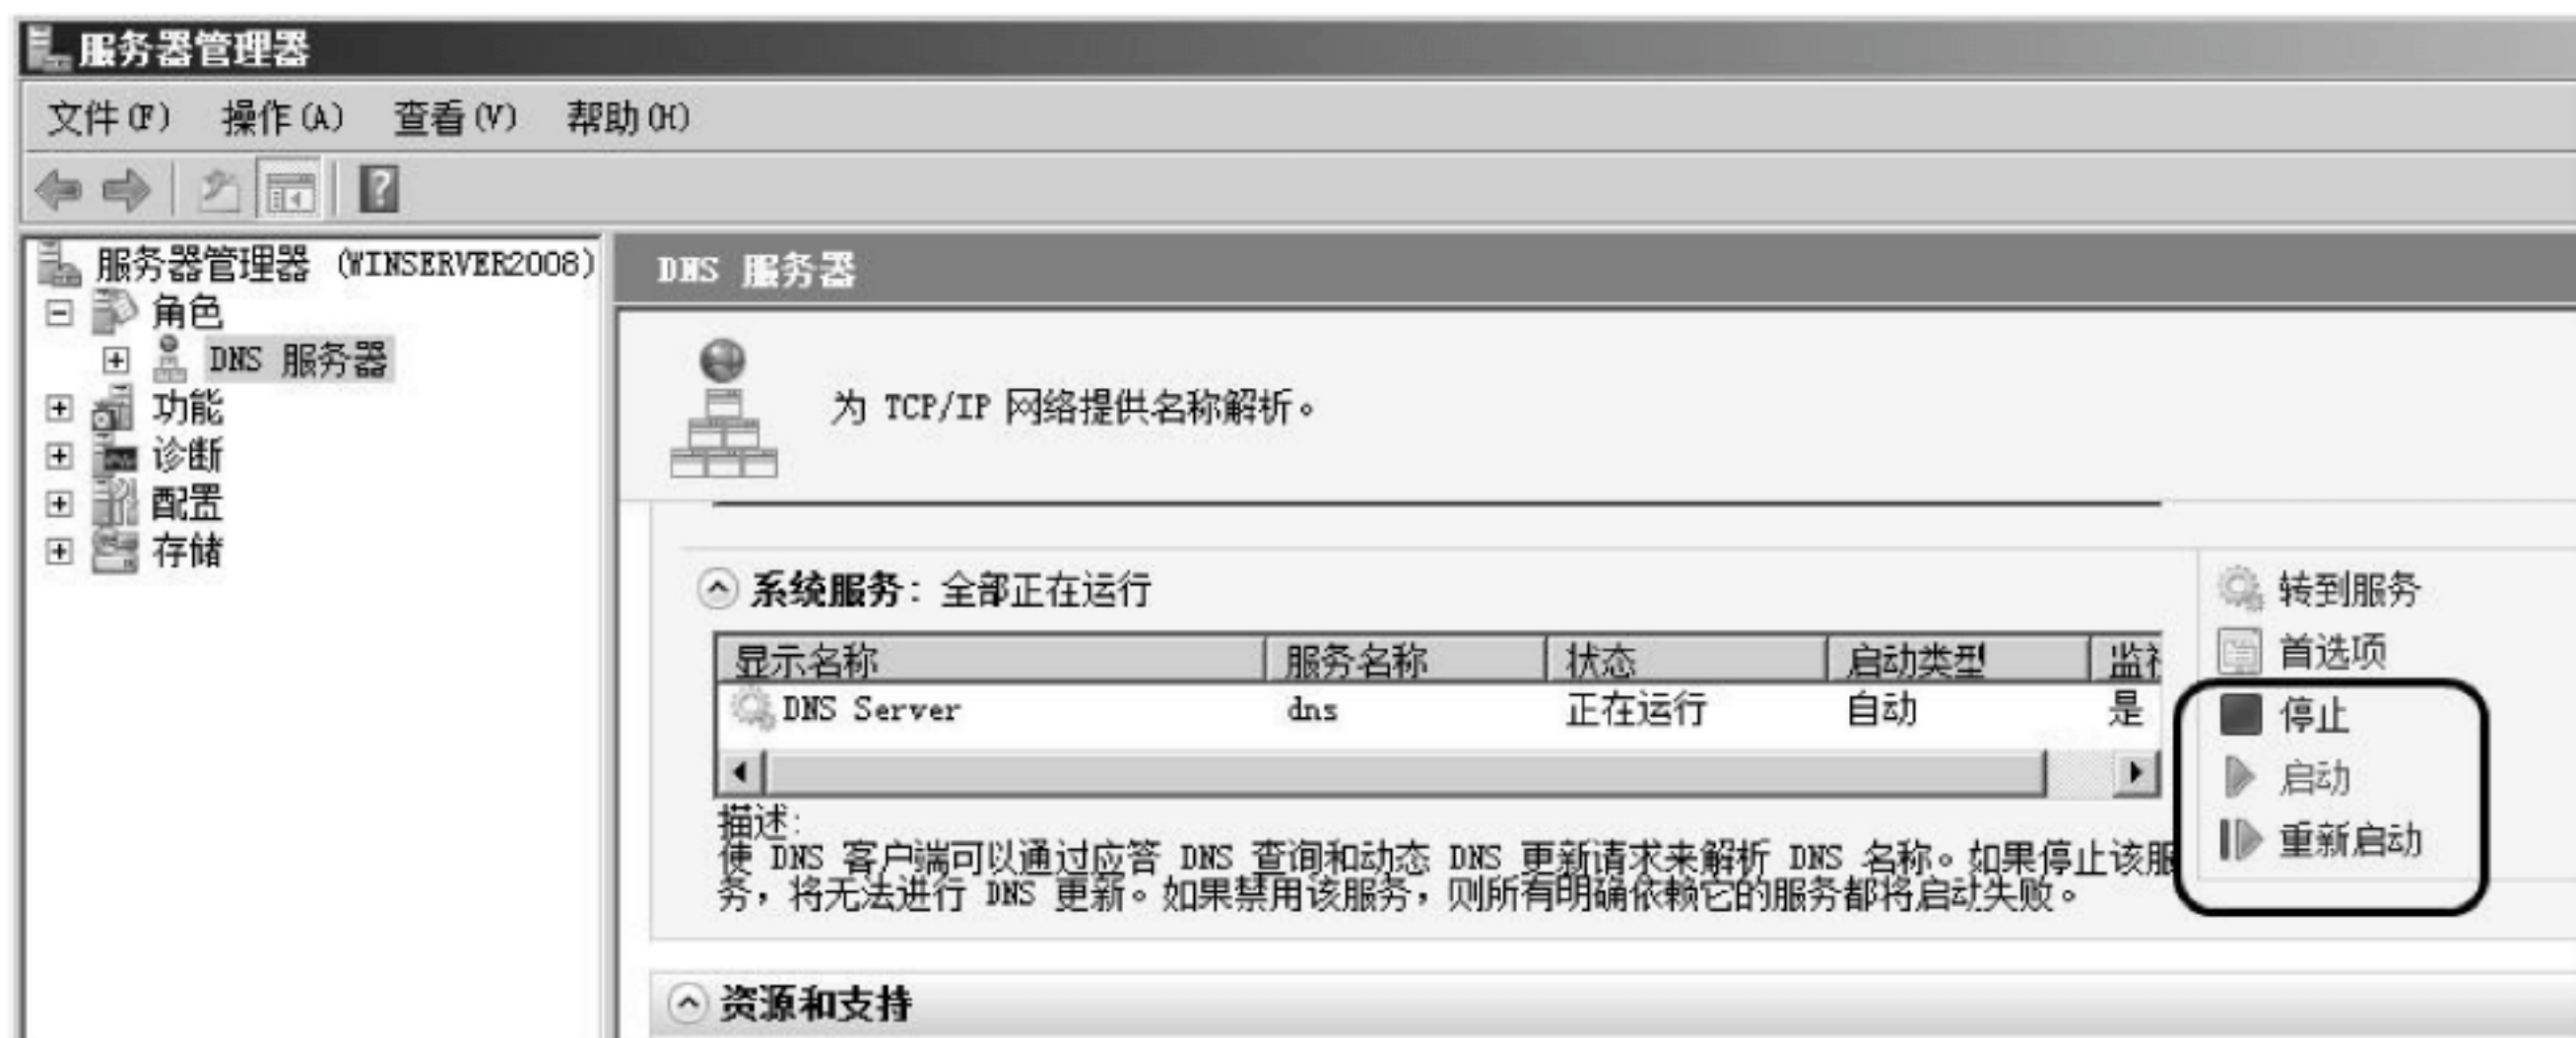 服务器管理器
文件(F) 操作(A) 查看(V) 帮助(H)
服务器管理器 (WINSERVER2008)
角色
DNS 服务器
功能
诊断
配置
存储
DNS 服务器
为 TCP/IP 网络提供名称解析。
系统服务: 全部正在运行
显示名称 服务名称 状态 启动类型 监
DNS Server dns 正在运行 自动 是
描述:
使 DNS 客户端可以通过应答 DNS 查询和动态 DNS 更新请求来解析 DNS 名称。如果停止该服
务，将无法进行 DNS 更新。如果禁用该服务，则所有明确依赖它的服务都将启动失败。
转到服务
首选项
停止
启动
重新启动
资源和支持